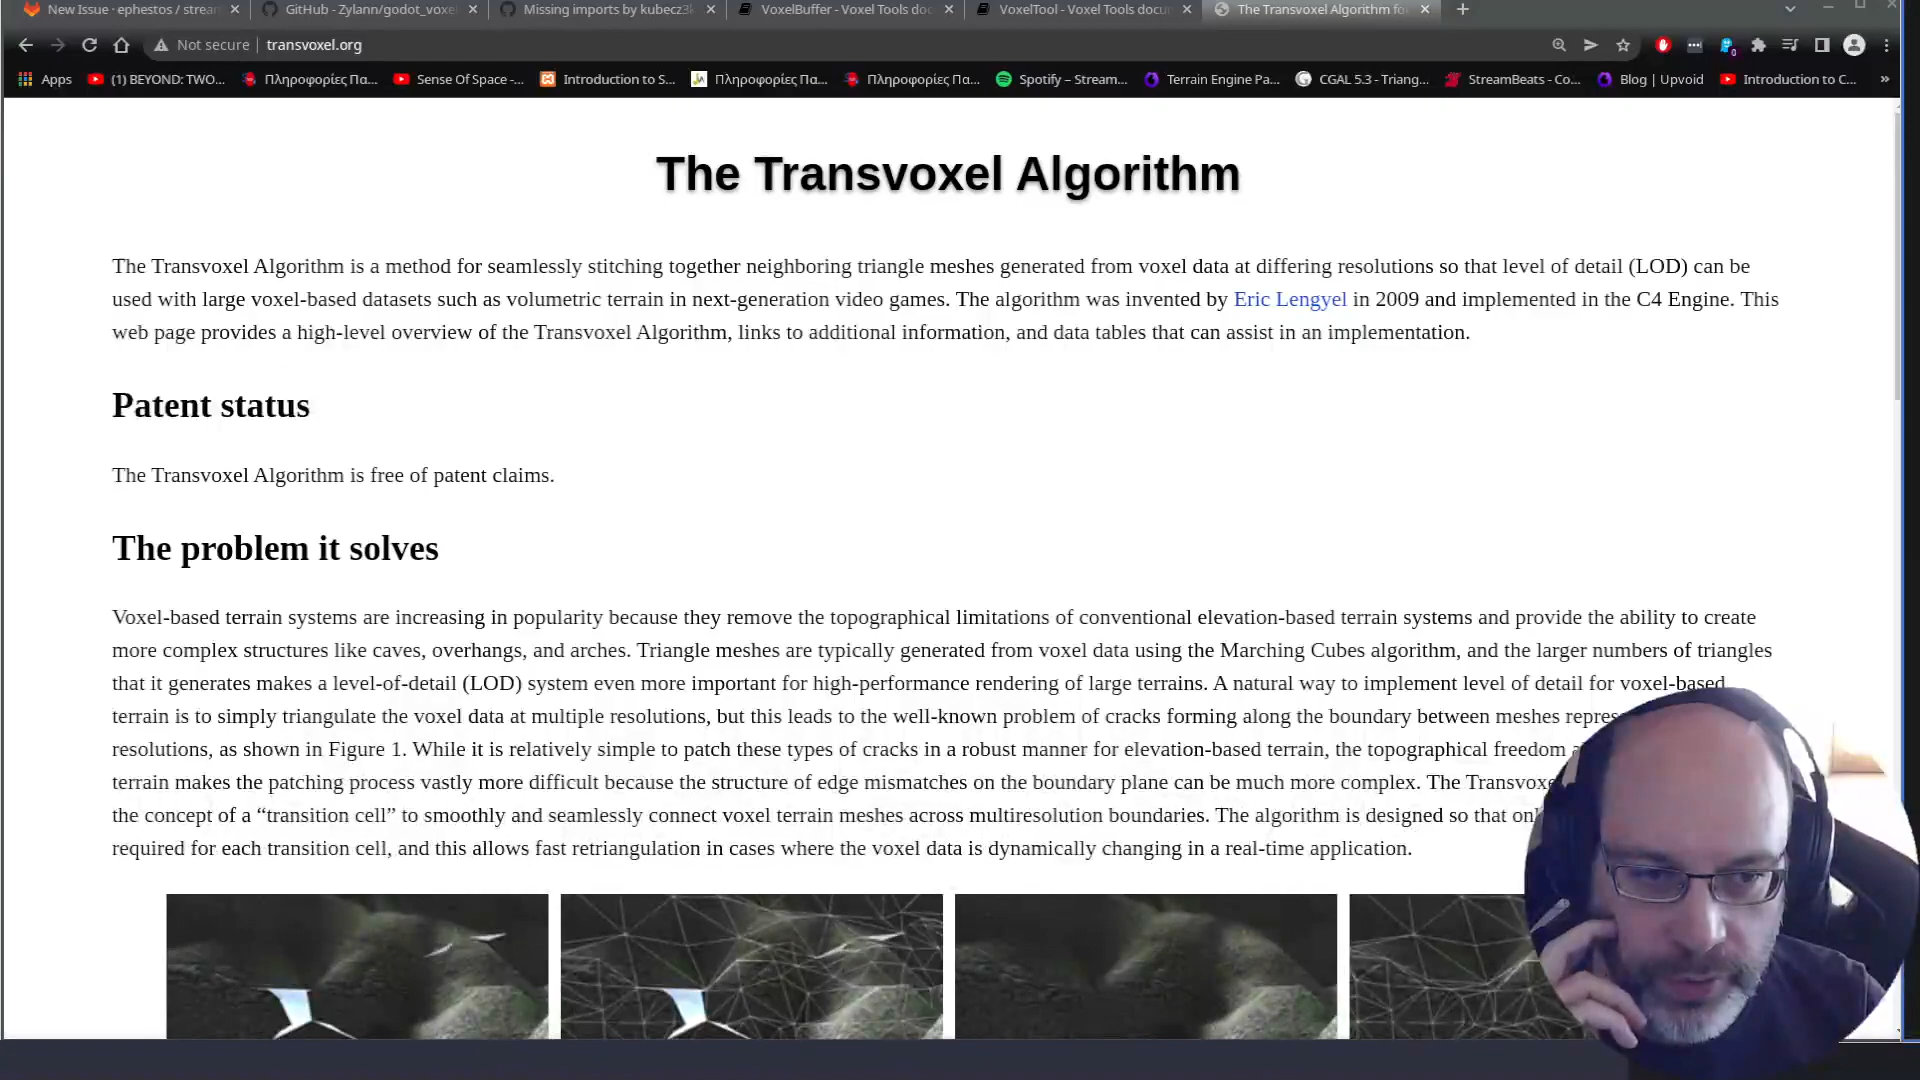 New Issue · ephestos / stream
GitHub - Zylann/godot_voxel
Missing imports by kubecz3k
VoxelBuffer - Voxel Tools doc
VoxelTool - Voxel Tools docum
The Transvoxel Algorithm fo
Not secure
transvoxel.org
Apps
(1) BEYOND: TWO...
Πληροφορίες Πα...
Sense Of Space -...
Introduction to S...
Πληροφορίες Πα...
Πληροφορίες Πα...
Spotify – Stream...
Terrain Engine Pa...
CGAL 5.3 - Triang...
StreamBeats - Co...
Blog | Upvoid
Introduction to C...
The Transvoxel Algorithm
The Transvoxel Algorithm is a method for seamlessly stitching together neighboring triangle meshes generated from voxel data at differing resolutions so that level of detail (LOD) can be
used with large voxel-based datasets such as volumetric terrain in next-generation video games. The algorithm was invented by Eric Lengyel in 2009 and implemented in the C4 Engine. This
web page provides a high-level overview of the Transvoxel Algorithm, links to additional information, and data tables that can assist in an implementation.
Patent status
The Transvoxel Algorithm is free of patent claims.
The problem it solves
Voxel-based terrain systems are increasing in popularity because they remove the topographical limitations of conventional elevation-based terrain systems and provide the ability to create
more complex structures like caves, overhangs, and arches. Triangle meshes are typically generated from voxel data using the Marching Cubes algorithm, and the larger numbers of triangles
that it generates makes a level-of-detail (LOD) system even more important for high-performance rendering of large terrains. A natural way to implement level of detail for voxel-based
terrain is to simply triangulate the voxel data at multiple resolutions, but this leads to the well-known problem of cracks forming along the boundary between meshes
resolutions, as shown in Figure 1. While it is relatively simple to patch these types of cracks in a robust manner for elevation-based terrain, the topographical freedom
terrain makes the patching process vastly more difficult because the structure of edge mismatches on the boundary plane can be much more complex. The
the concept of a “transition cell” to smoothly and seamlessly connect voxel terrain meshes across multiresolution boundaries. The algorithm is designed so that
required for each transition cell, and this allows fast retriangulation in cases where the voxel data is dynamically changing in a real-time application.